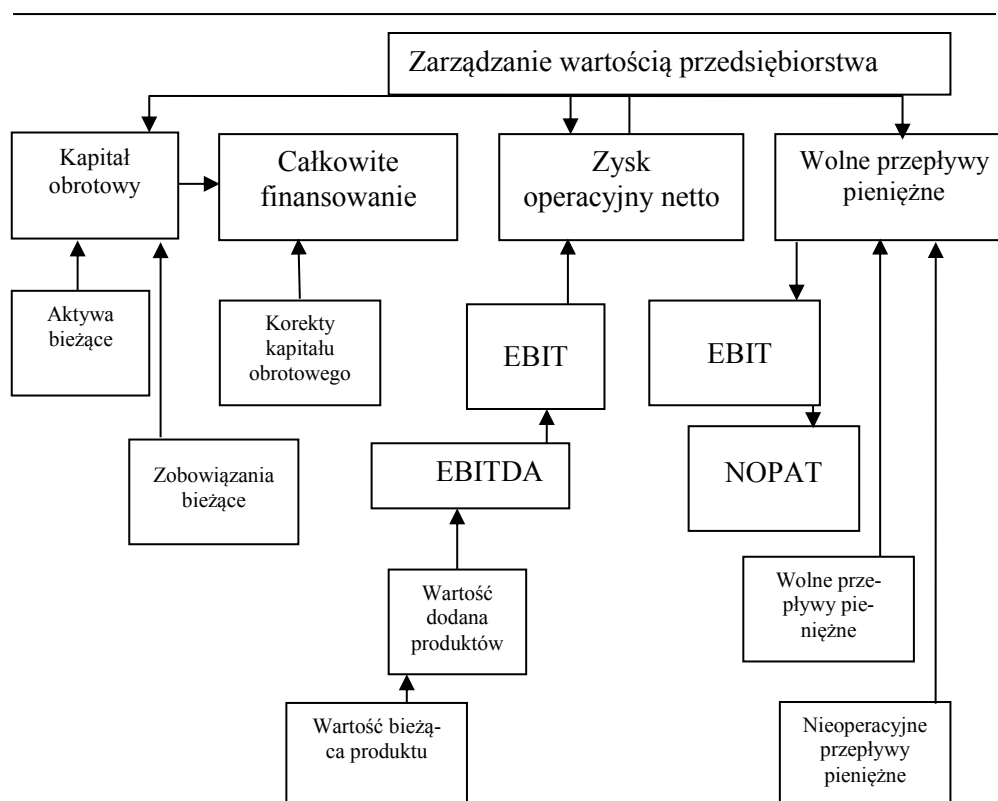 Zarządzanie wartością przedsiębiorstwa
Kapitał
obrotowy
Całkowite
finansowanie
Zysk
operacyjny netto
Wolne przepływy
pieniężne
Aktywa
bieżące
Korekty
kapitału
obrotowego
EBIT
EBIT
Zobowiązania
bieżące
EBITDA
NOPAT
Wartość
dodana
produktów
Wolne prze-
pływy pie-
niężne
Wartość bieżą-
ca produktu
Nieoperacyjne
przepływy
pieniężne